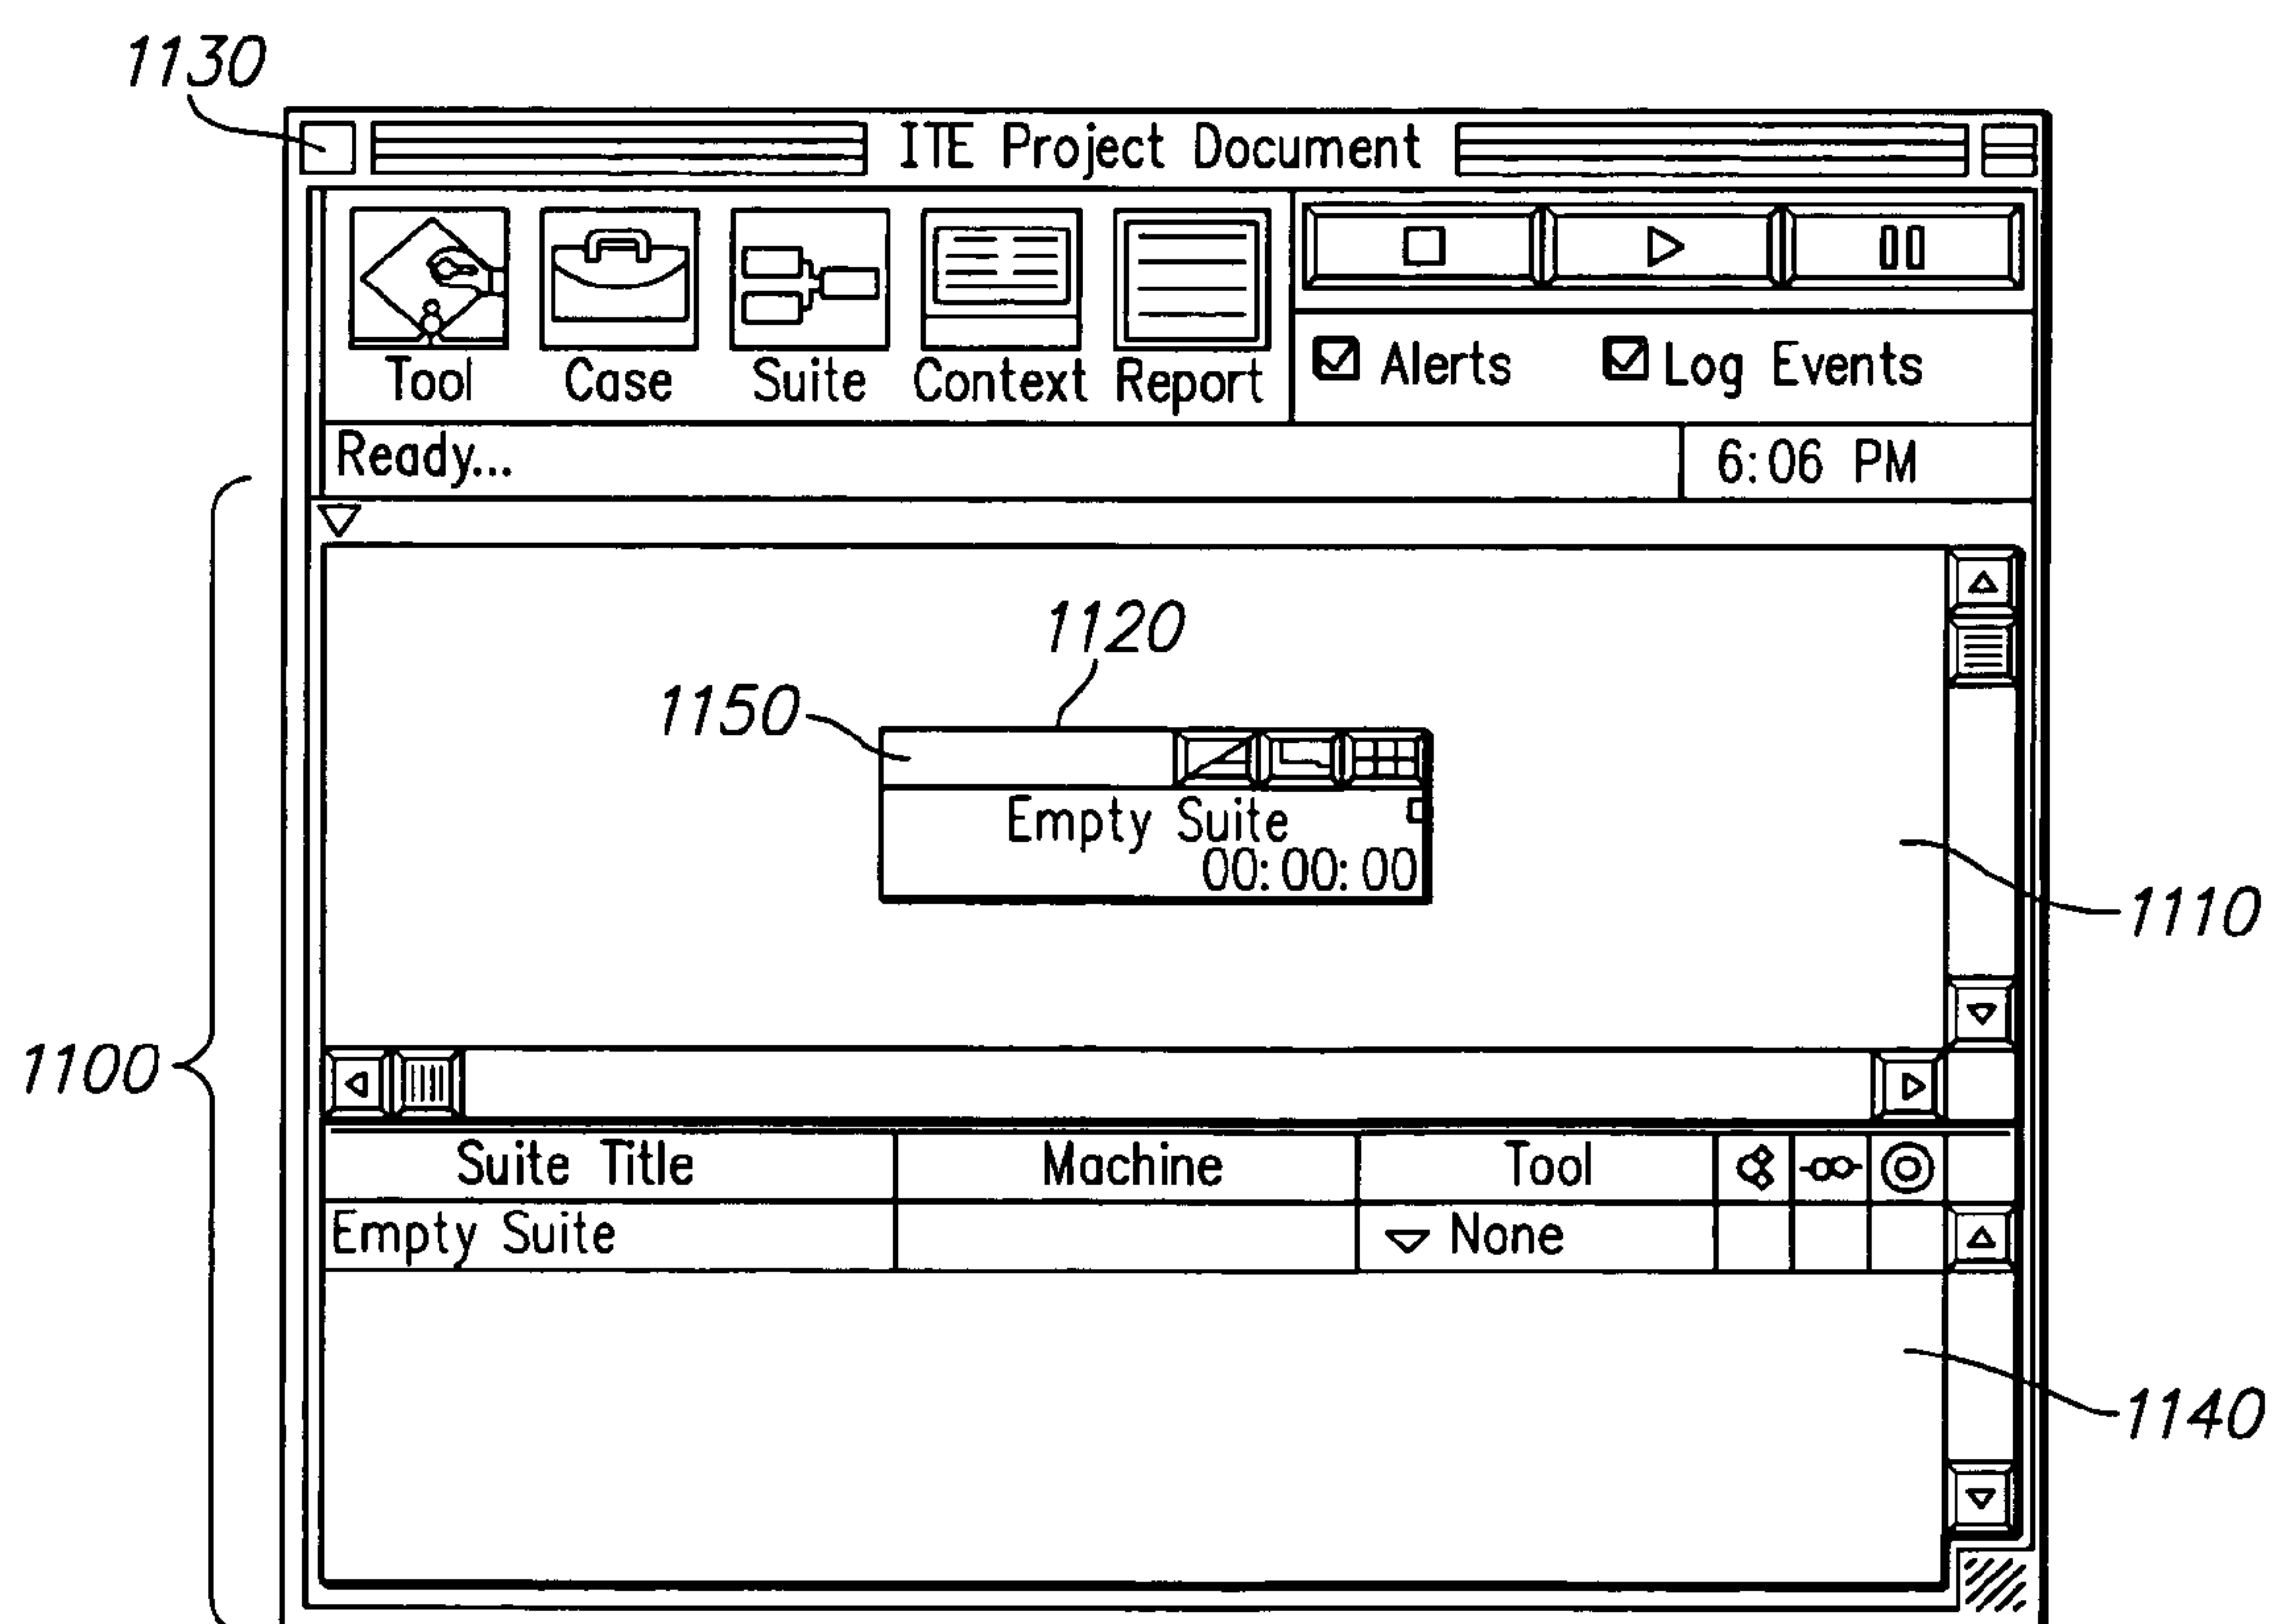 1130
ITE Project Document
Tool Case Suite Context Report
Alerts Log Events
Ready... 6:06 PM
1120
1150
Empty Suite
00:00:00
1110
1100
Suite Title Machine Tool
Empty Suite None
1140